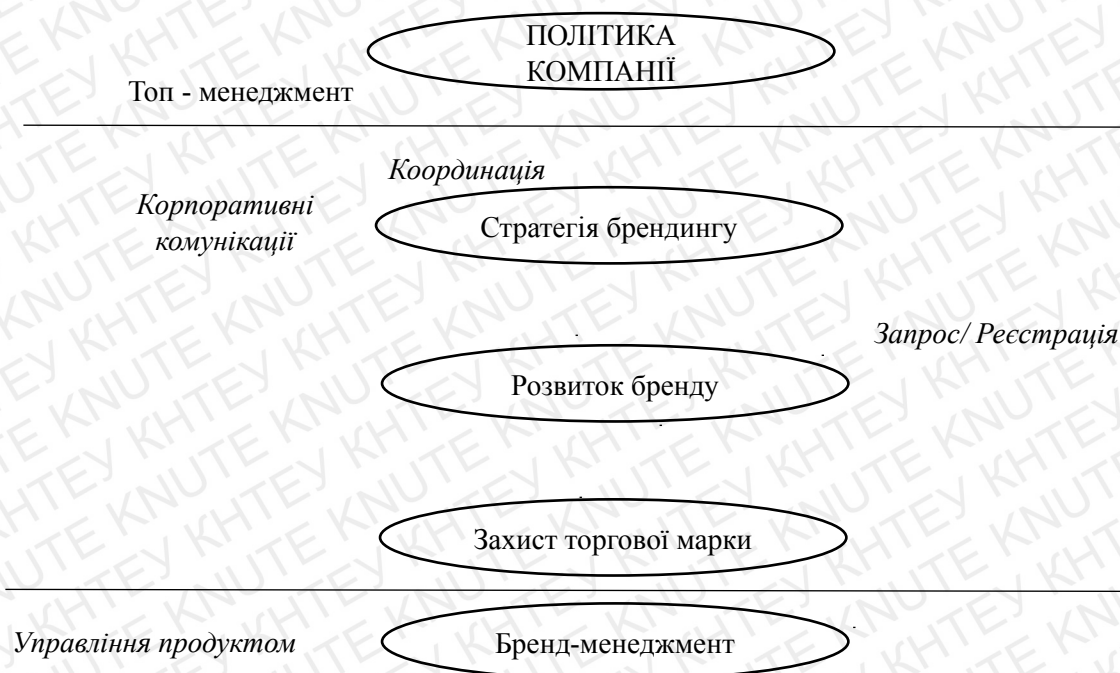 ПОЛІТИКА
КОМПАНІЇ
Топ - менеджмент
Координація
Корпоративні
комунікації
Стратегія брендингу
Запрос/ Реєстрація
Розвиток бренду
Захист торгової марки
Управління продуктом
Бренд-менеджмент